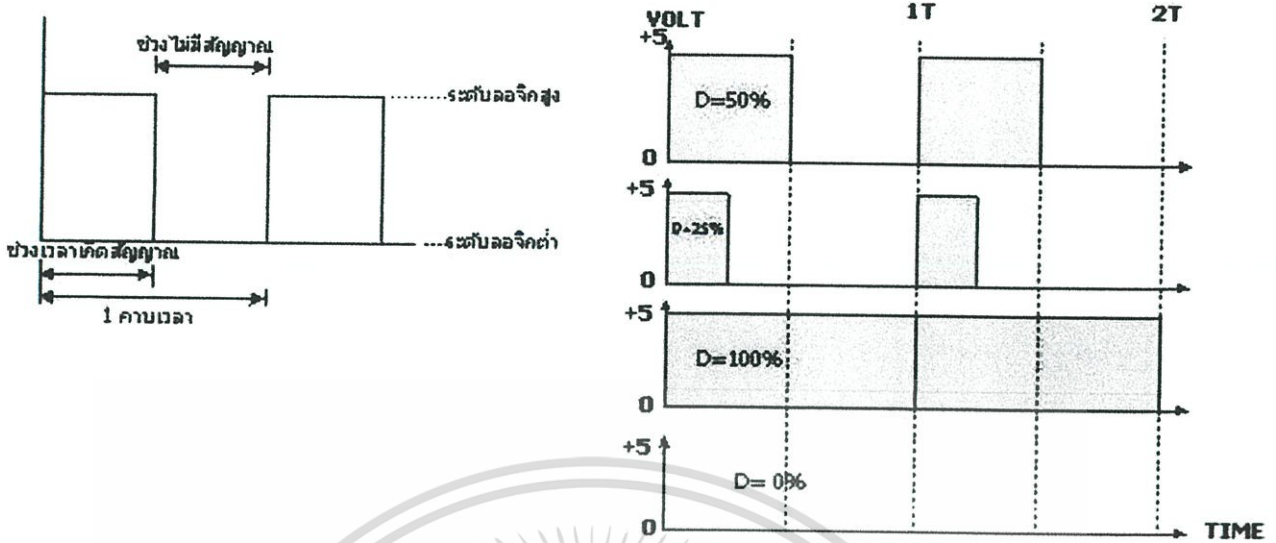 ช่วงไม่มีสัญญาณ
ระดับลอจิกสูง
ระดับลอจิกต่ำ
ช่วงเวลาเกิดสัญญาณ
1 คาบเวลา
VOLT
1T
2T
+5
D=50%
0
+5
D=25%
0
+5
D=100%
0
+5
D= 0%
0
TIME